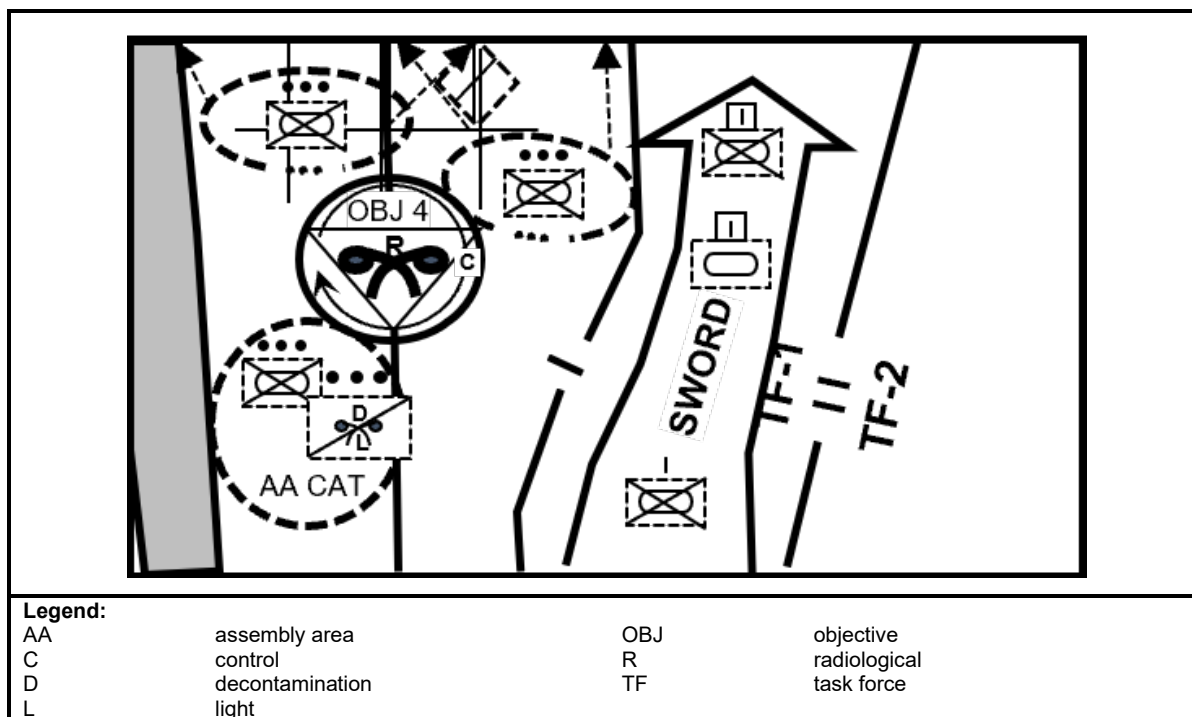 I
OBJ 4
R
C
I
SWORD
TF-1
I
II
TF-2
D
L
AA CAT
I
Legend:
AA assembly area OBJ objective
C control R radiological
D decontamination TF task force
L light